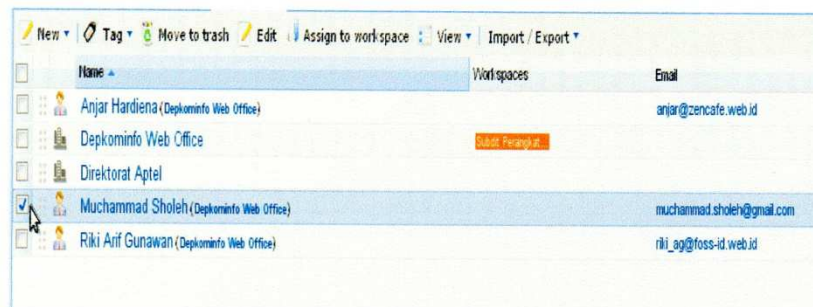 New Tag Move to trash Edit Assign to workspace View Import / Export
Name Workspaces Email
Anjar Hardiena (Depkominfo Web Office) anjar@zencafe.web.id
Depkominfo Web Office Subdit Perangkat...
Direktorat Aptel
Muchammad Sholeh (Depkominfo Web Office) muchammad.sholeh@gmail.com
Riki Arif Gunawan (Depkominfo Web Office) riki_ag@foss-id.web.id